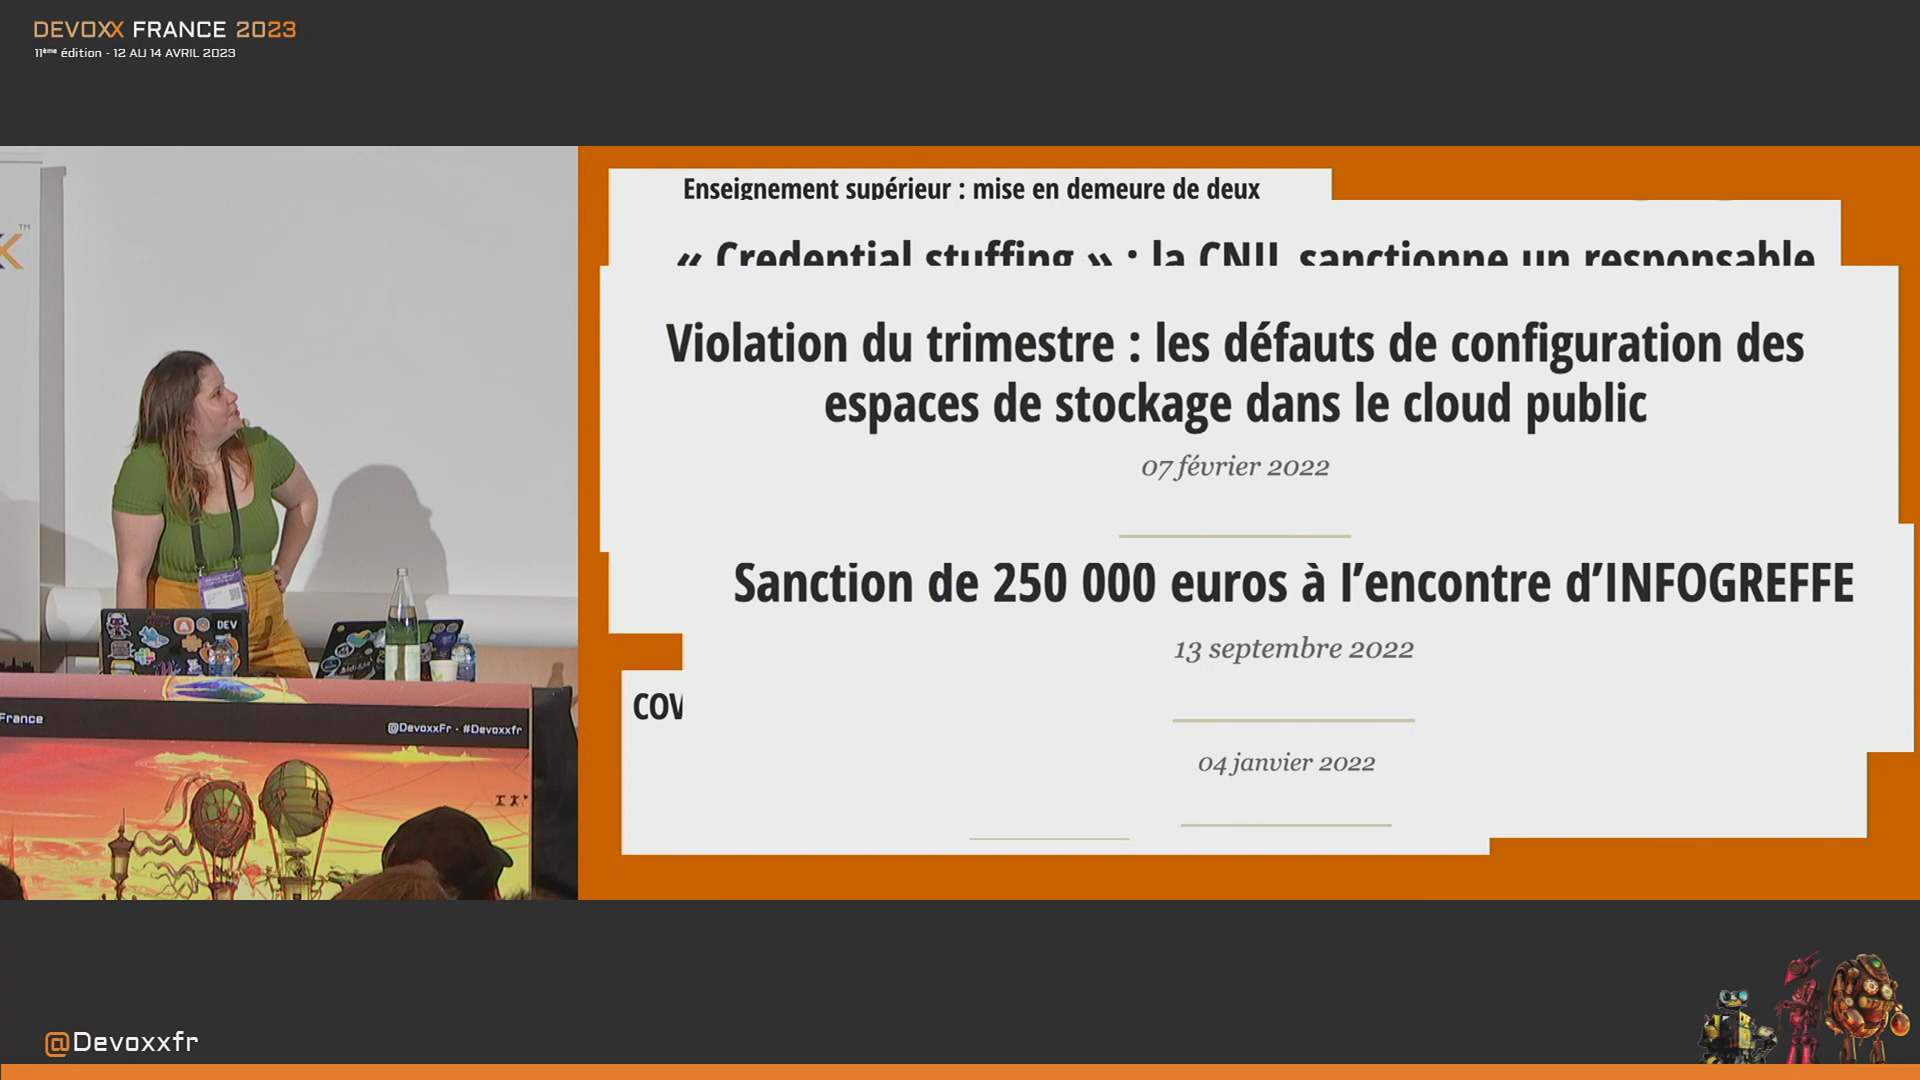 DEVOXX FRANCE 2023
11ème édition - 12 AU 14 AVRIL 2023
Enseignement supérieur : mise en demeure de deux
« Credential stuffing » : la CNIL sanctionne un responsable
Violation du trimestre : les défauts de configuration des
espaces de stockage dans le cloud public
07 février 2022
Sanction de 250 000 euros à l’encontre d’INFOGREFFE
13 septembre 2022
COV
04 janvier 2022
X™
DEV
France
@DevoxxFr - #Devoxxfr
@Devoxxfr